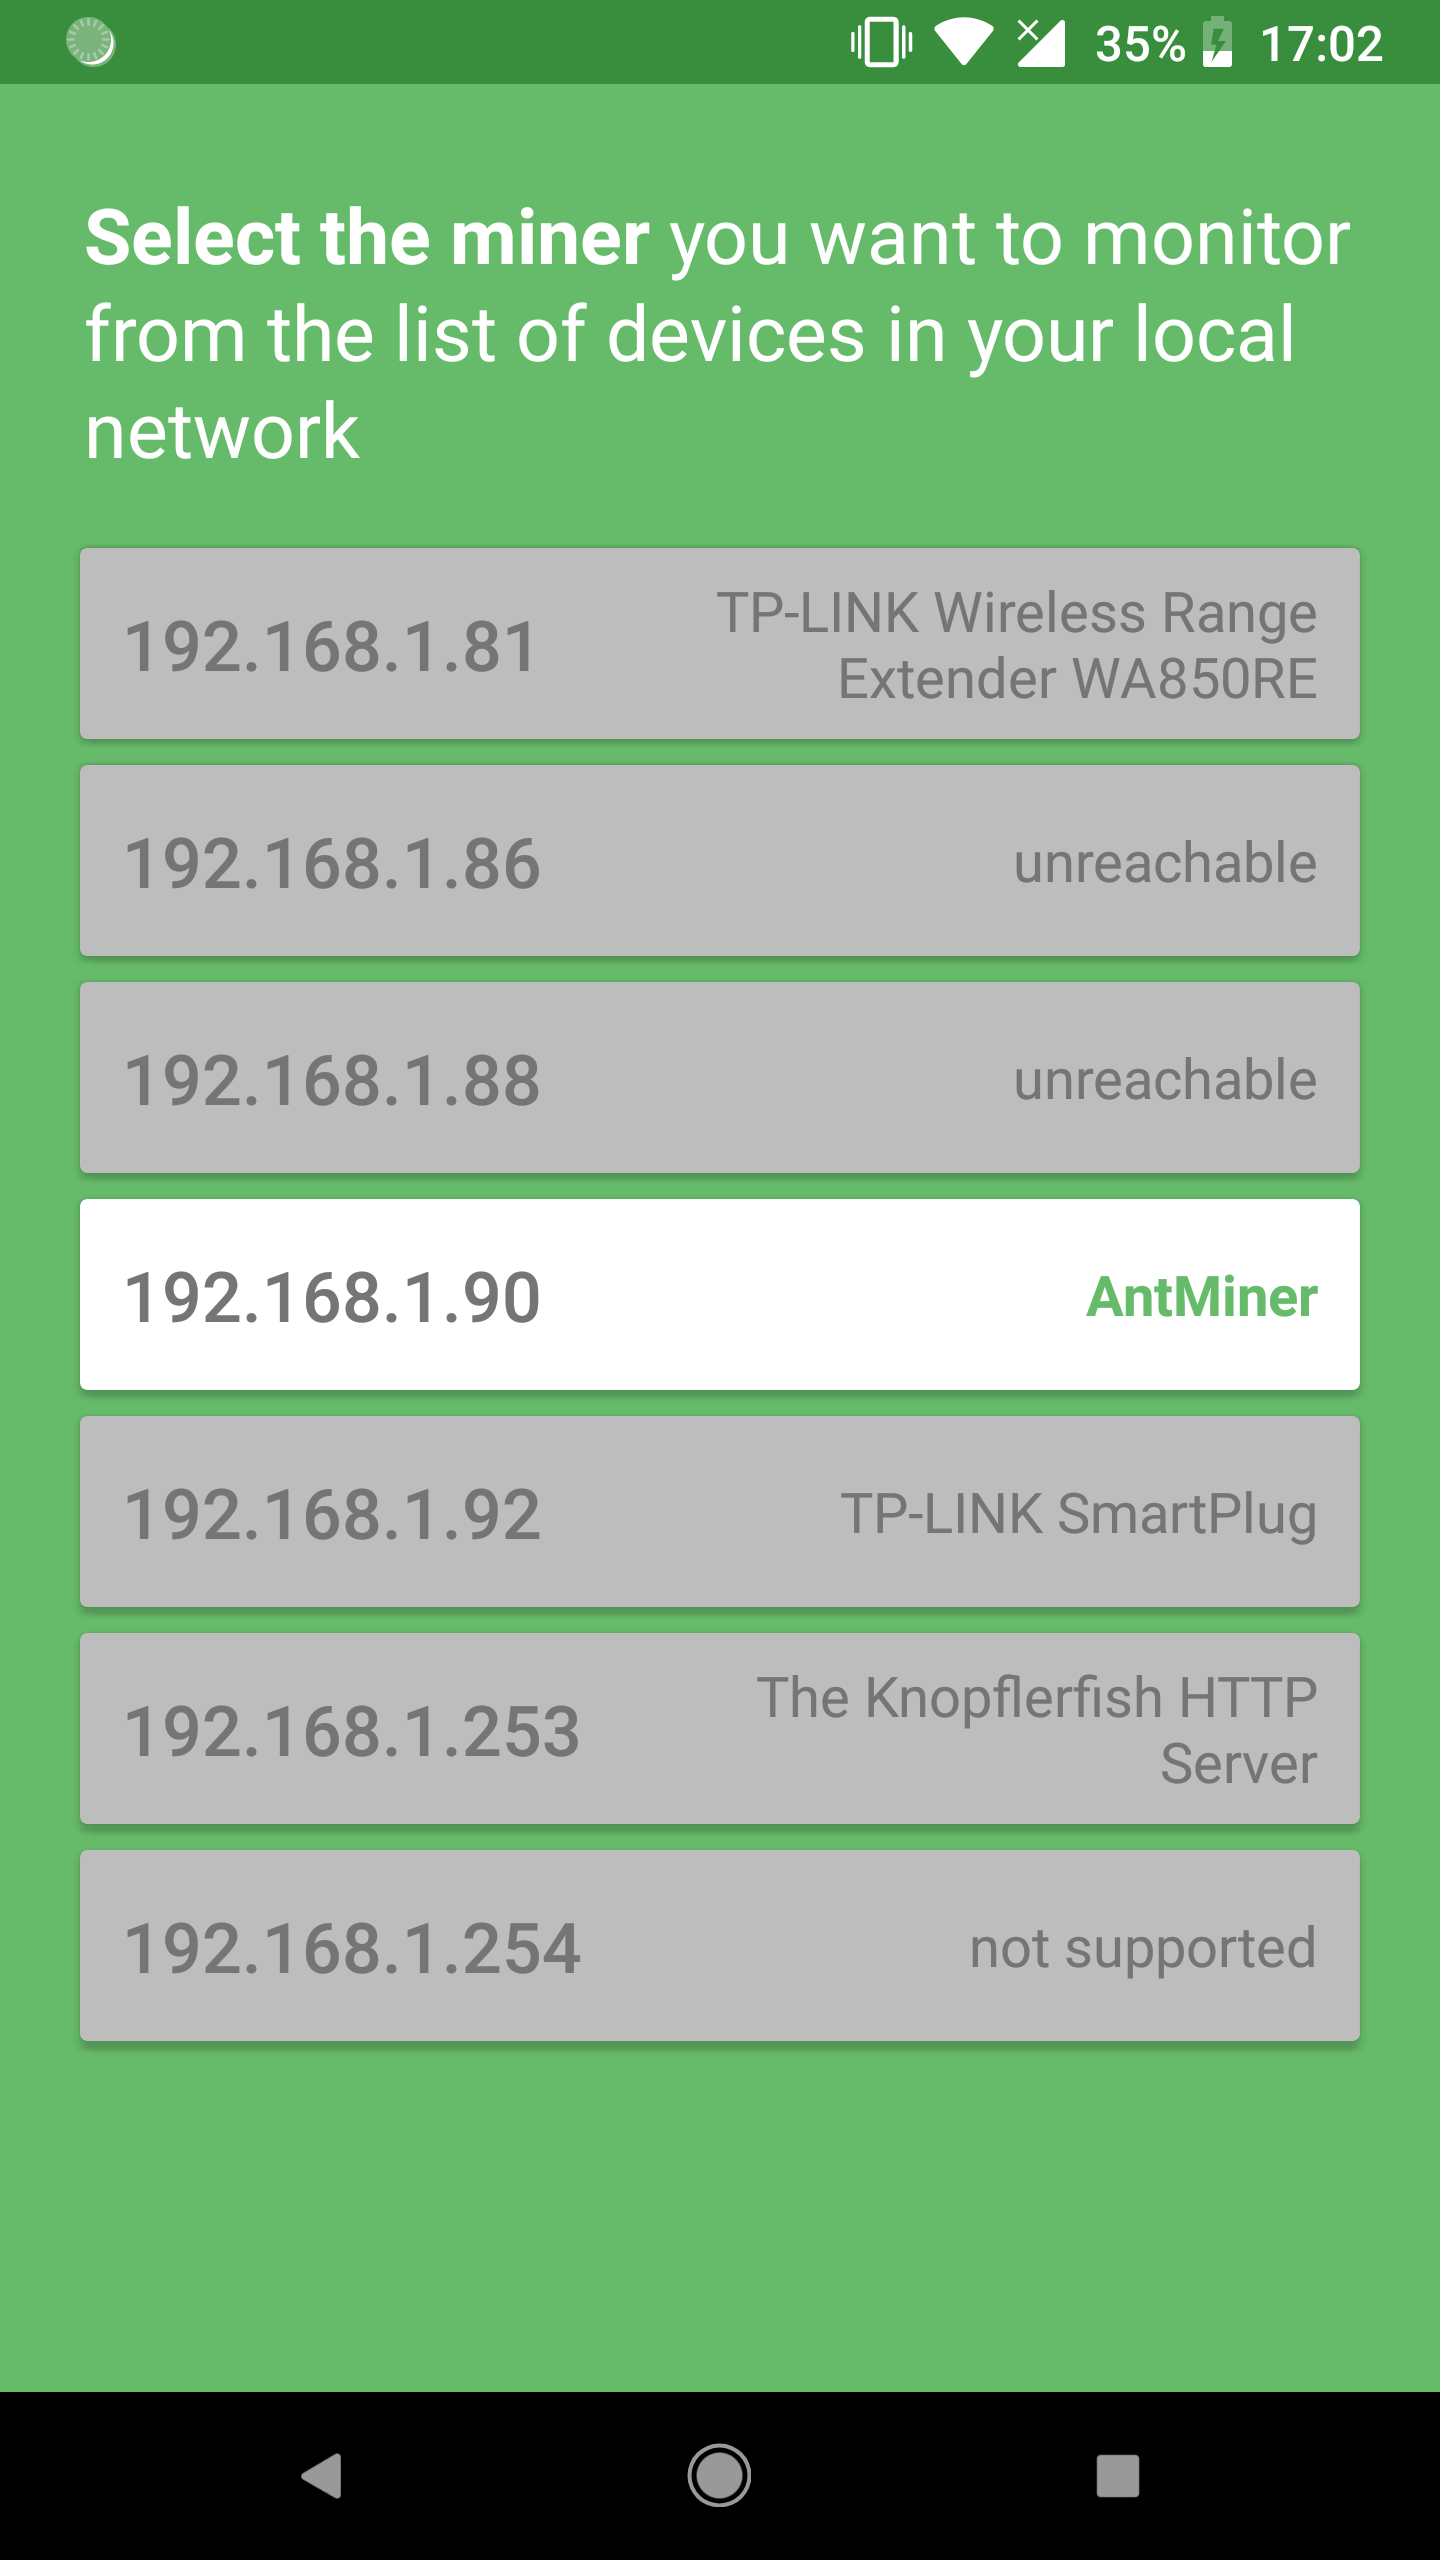 35% 17:02
Select the miner you want to monitor
from the list of devices in your local
network
192.168.1.81 TP-LINK Wireless Range
Extender WA850RE
192.168.1.86 unreachable
192.168.1.88 unreachable
192.168.1.90 AntMiner
192.168.1.92 TP-LINK SmartPlug
192.168.1.253 The Knopflerfish HTTP
Server
192.168.1.254 not supported